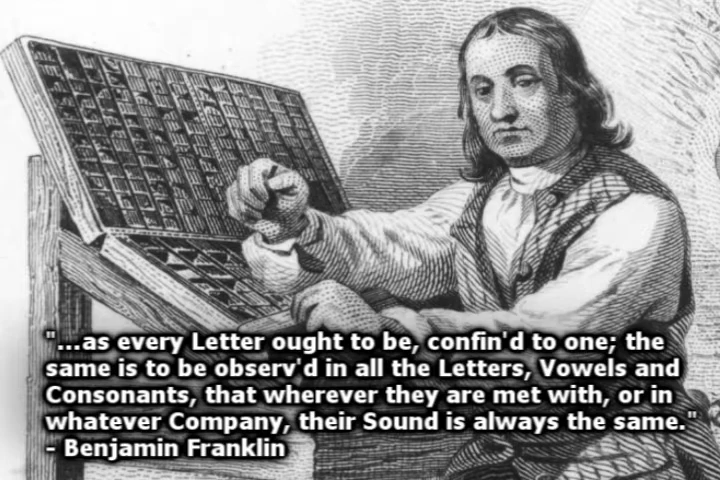 "...as every Letter ought to be, confin'd to one; the
same is to be observ'd in all the Letters, Vowels and
Consonants, that wherever they are met with, or in
whatever Company, their Sound is always the same."
- Benjamin Franklin